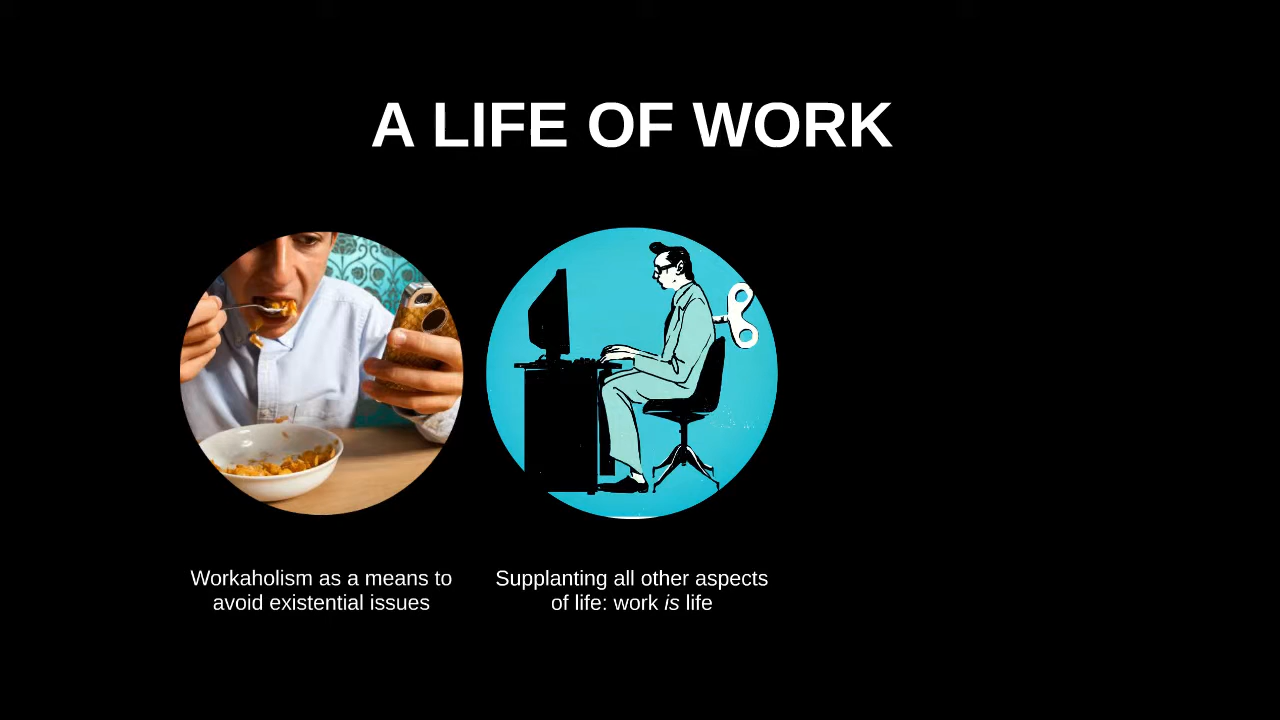 A LIFE OF WORK
Workaholism as a means to
avoid existential issues
Supplanting all other aspects
of life: work is life